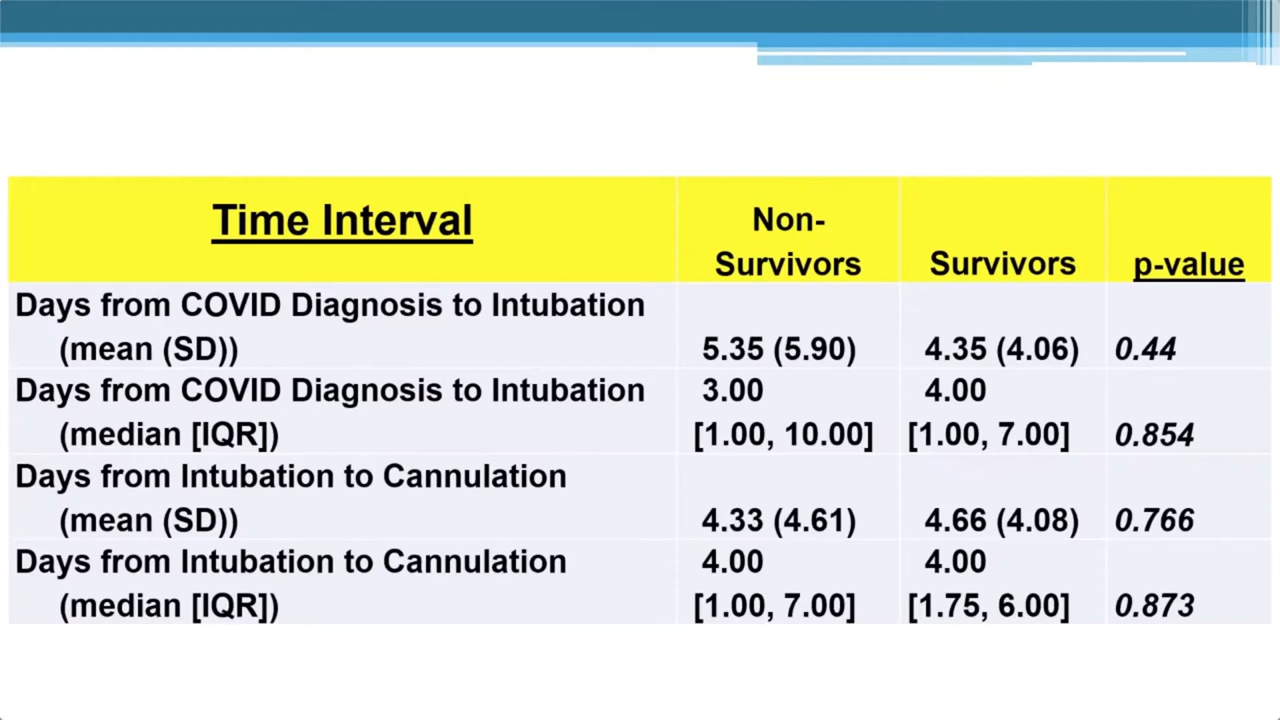 Time Interval
Non-
Survivors
Survivors
p-value
Days from COVID Diagnosis to Intubation
(mean (SD))
5.35 (5.90)
4.35 (4.06)
0.44
Days from COVID Diagnosis to Intubation
(median [IQR])
3.00
[1.00, 10.00]
4.00
[1.00, 7.00]
0.854
Days from Intubation to Cannulation
(mean (SD))
4.33 (4.61)
4.66 (4.08)
0.766
Days from Intubation to Cannulation
(median [IQR])
4.00
[1.00, 7.00]
4.00
[1.75, 6.00]
0.873